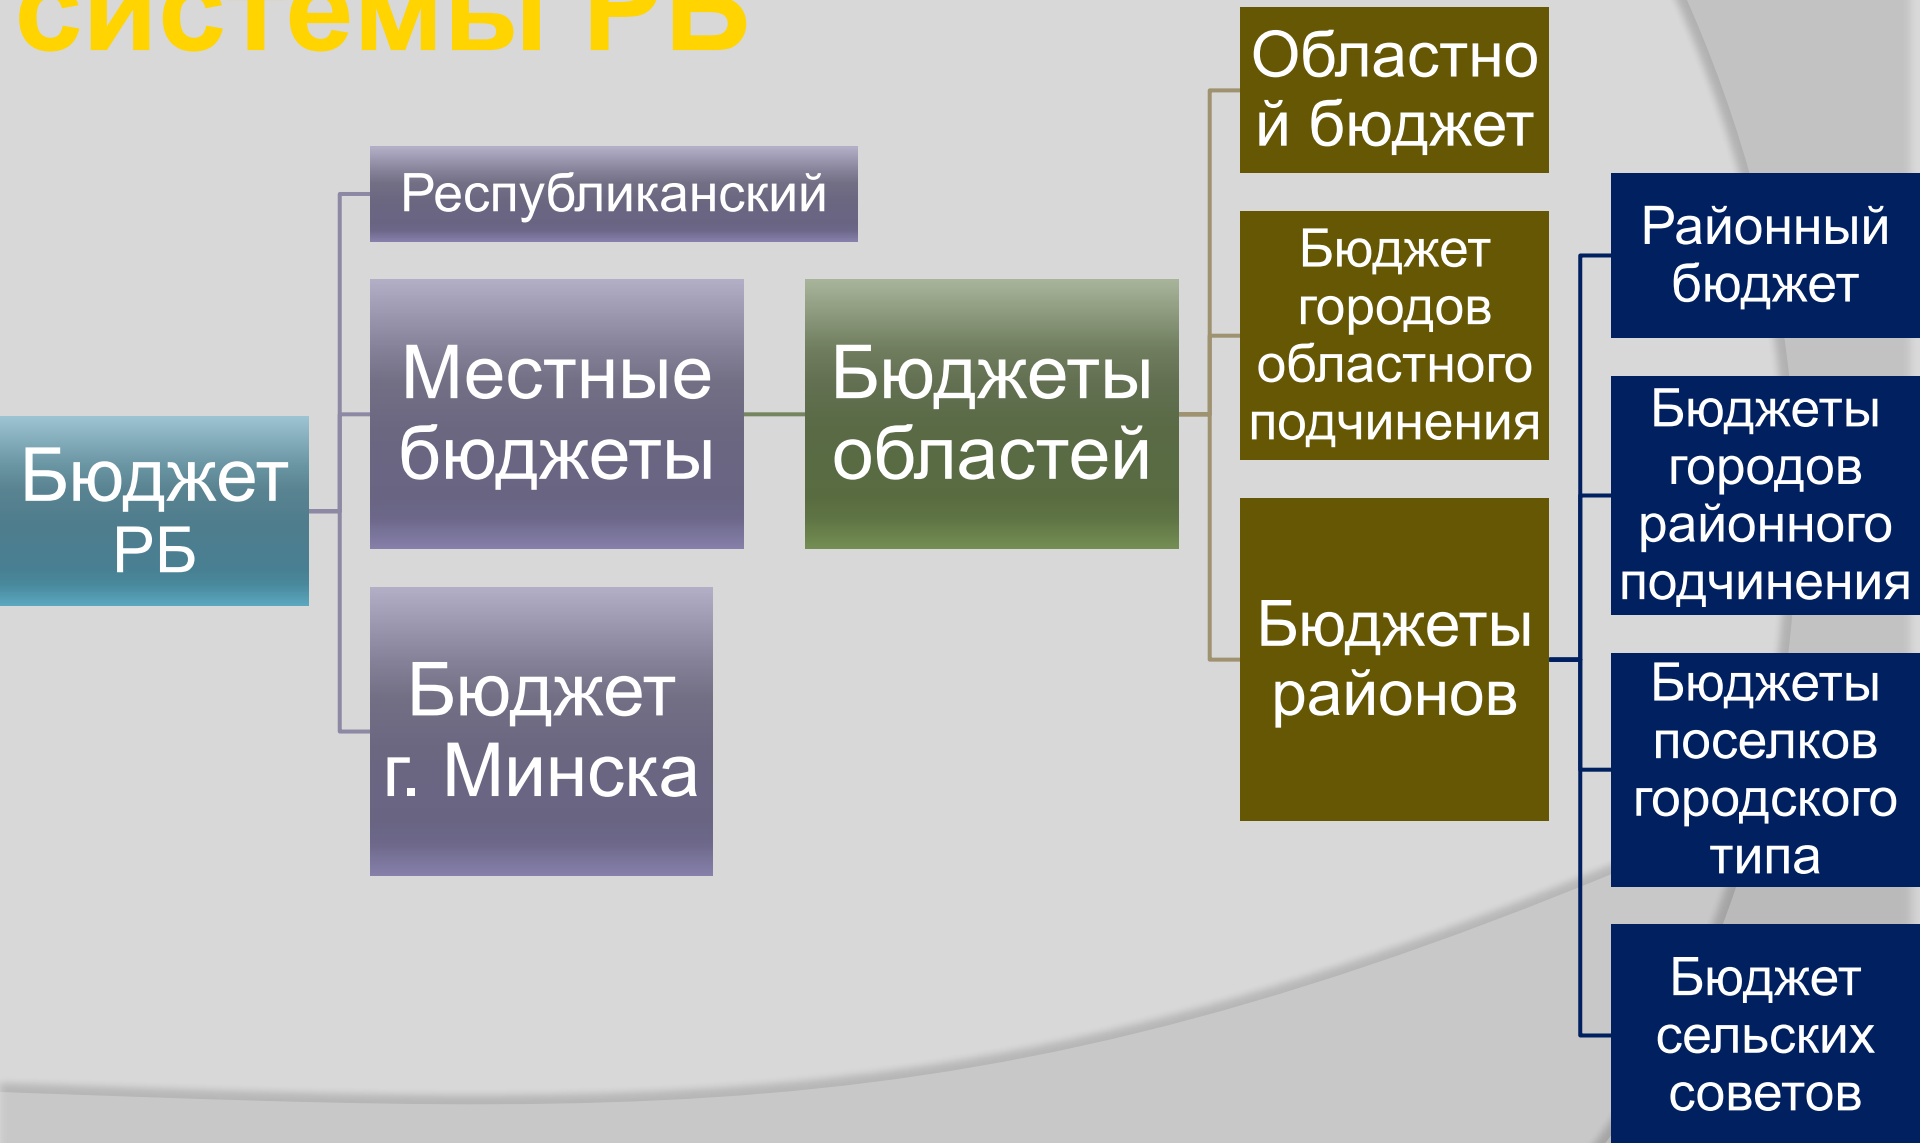 системы РБ
Бюджет
РБ
Республиканский
Местные
бюджеты
Бюджет
г. Минска
Бюджеты
областей
Областно
й бюджет
Бюджет
городов
областного
подчинения
Бюджеты
районов
Районный
бюджет
Бюджеты
городов
районного
подчинения
Бюджеты
поселков
городского
типа
Бюджет
сельских
советов